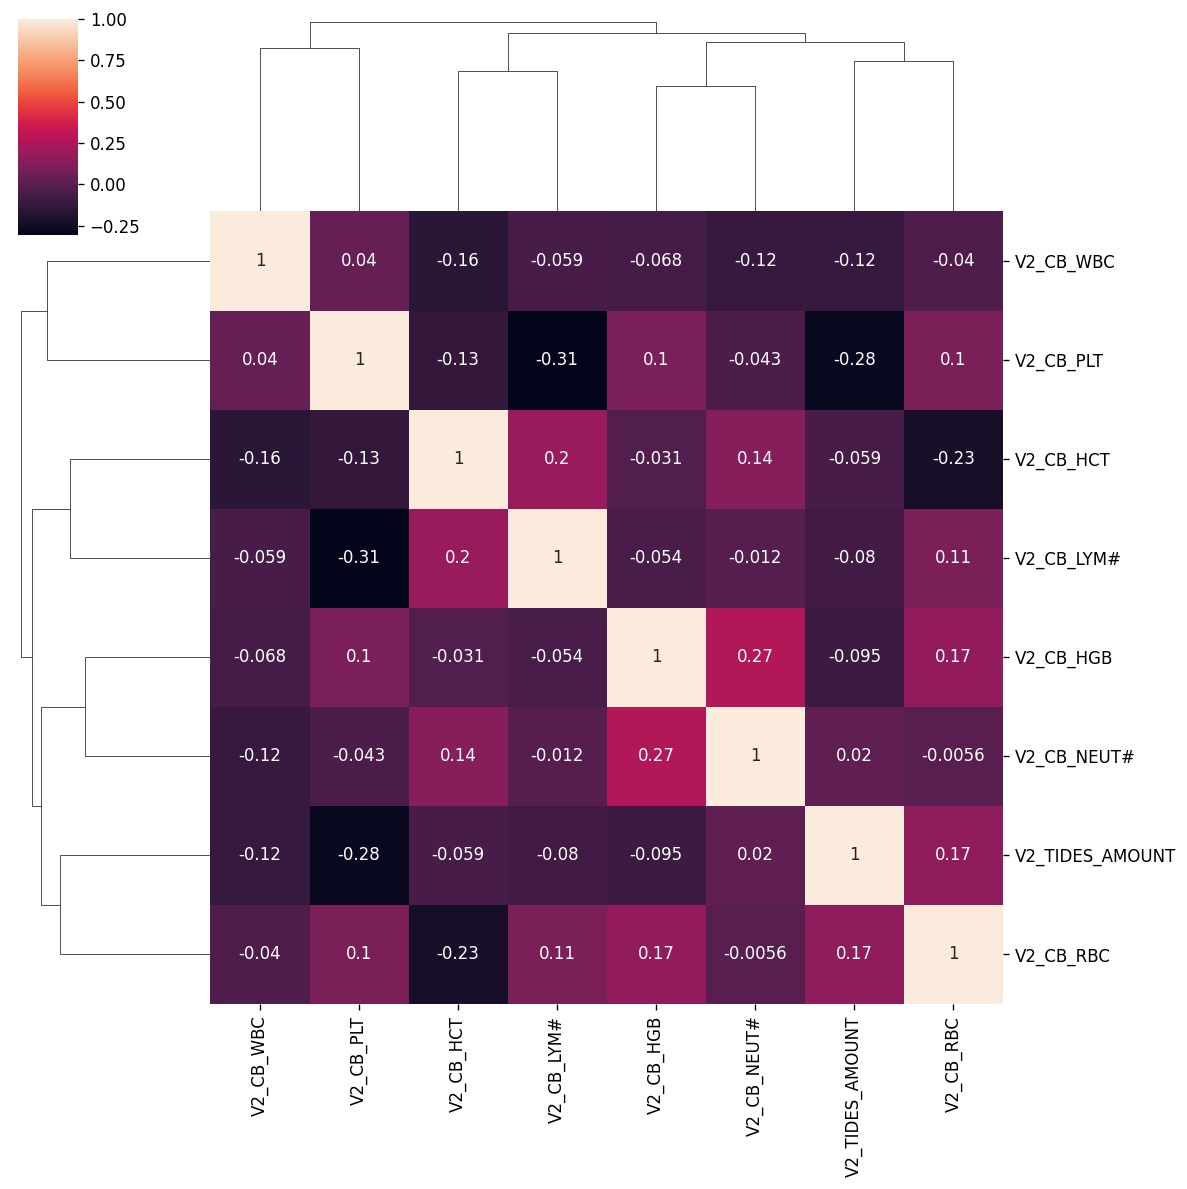 1.00
0.75
0.50
0.25
0.00
−0.25
1 0.04 -0.16 -0.059 -0.068 -0.12 -0.12 -0.04 V2_CB_WBC
0.04 1 -0.13 -0.31 0.1 -0.043 -0.28 0.1 V2_CB_PLT
-0.16 -0.13 1 0.2 -0.031 0.14 -0.059 -0.23 V2_CB_HCT
-0.059 -0.31 0.2 1 -0.054 -0.012 -0.08 0.11 V2_CB_LYM#
-0.068 0.1 -0.031 -0.054 1 0.27 -0.095 0.17 V2_CB_HGB
-0.12 -0.043 0.14 -0.012 0.27 1 0.02 -0.0056 V2_CB_NEUT#
-0.12 -0.28 -0.059 -0.08 -0.095 0.02 1 0.17 V2_TIDES_AMOUNT
-0.04 0.1 -0.23 0.11 0.17 -0.0056 0.17 1 V2_CB_RBC
V2_CB_WBC
V2_CB_PLT
V2_CB_HCT
V2_CB_LYM#
V2_CB_HGB
V2_CB_NEUT#
V2_TIDES_AMOUNT
V2_CB_RBC